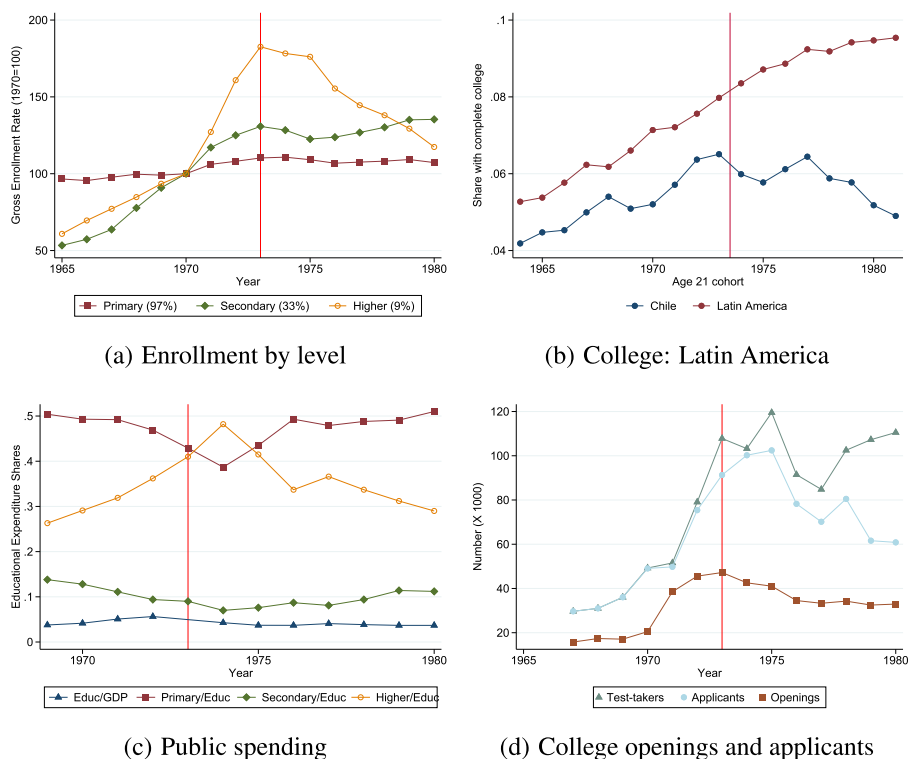 200
150
100
50
Gross Enrollment Rate (1970=100)
1965 1970 1975 1980
Year
Primary (97%) Secondary (33%) Higher (9%)
(a) Enrollment by level
.1
.08
.06
.04
Share with complete college
1965 1970 1975 1980
Age 21 cohort
Chile Latin America
(b) College: Latin America
.5
.4
.3
.2
.1
0
Educational Expenditure Shares
1970 1975 1980
Year
Educ/GDP Primary/Educ Secondary/Educ Higher/Educ
(c) Public spending
120
100
80
60
40
20
Number (X 1000)
1965 1970 1975 1980
Year
Test-takers Applicants Openings
(d) College openings and applicants